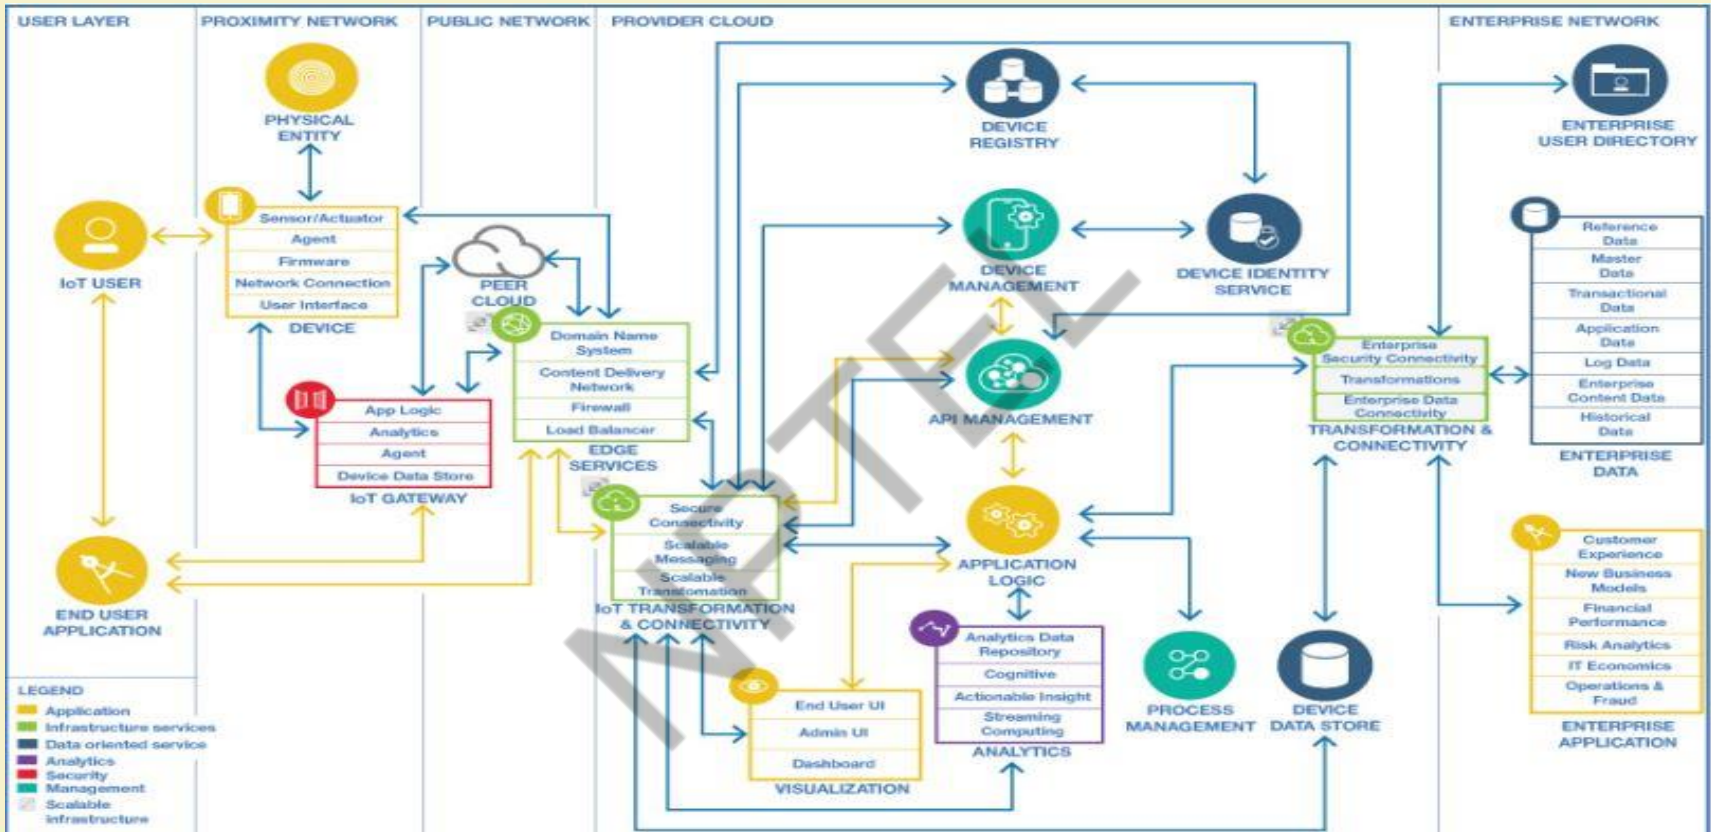 USER LAYER
PROXIMITY NETWORK
PUBLIC NETWORK
PROVIDER CLOUD
ENTERPRISE NETWORK
PHYSICAL
ENTITY
IoT USER
Sensor/Actuator
Agent
Firmware
Network Connection
User Interface
DEVICE
PEER
CLOUD
App Logic
Analytics
Agent
Device Data Store
IoT GATEWAY
Domain Name
System
Content Delivery
Network
Firewall
Load Balancer
EDGE
SERVICES
END USER
APPLICATION
Secure
Connectivity
Scalable
Messaging
Scalable
Transfomation
IoT TRANSFORMATION
& CONNECTIVITY
DEVICE
REGISTRY
DEVICE
MANAGEMENT
DEVICE IDENTITY
SERVICE
API MANAGEMENT
APPLICATION
LOGIC
End User UI
Admin UI
Dashboard
VISUALIZATION
Analytics Data
Repository
Cognitive
Actionable Insight
Streaming
Computing
ANALYTICS
PROCESS
MANAGEMENT
DEVICE
DATA STORE
Enterprise
Security Connectivity
Transformations
Enterprise Data
Connectivity
TRANSFORMATION &
CONNECTIVITY
ENTERPRISE
USER DIRECTORY
Reference
Data
Master
Data
Transactional
Data
Application
Data
Log Data
Enterprise
Content Data
Historical
Data
ENTERPRISE
DATA
Customer
Experience
New Business
Models
Financial
Performance
Risk Analytics
IT Economics
Operations &
Fraud
ENTERPRISE
APPLICATION
LEGEND
Application
Infrastructure services
Data oriented service
Analytics
Security
Management
Scalable
infrastructure
NPTEL